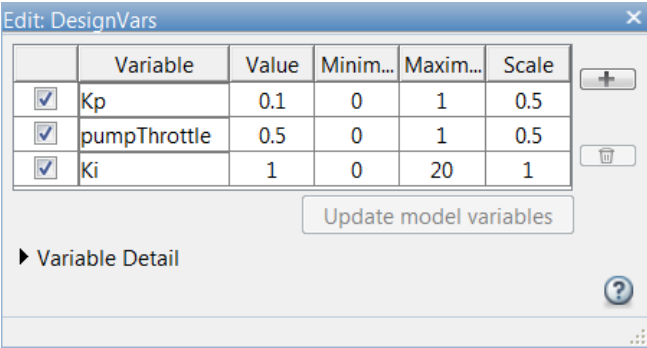 Edit: DesignVars
Variable Value Minim... Maxim... Scale
Kp 0.1 0 1 0.5
pumpThrottle 0.5 0 1 0.5
Ki 1 0 20 1
Update model variables
Variable Detail
?